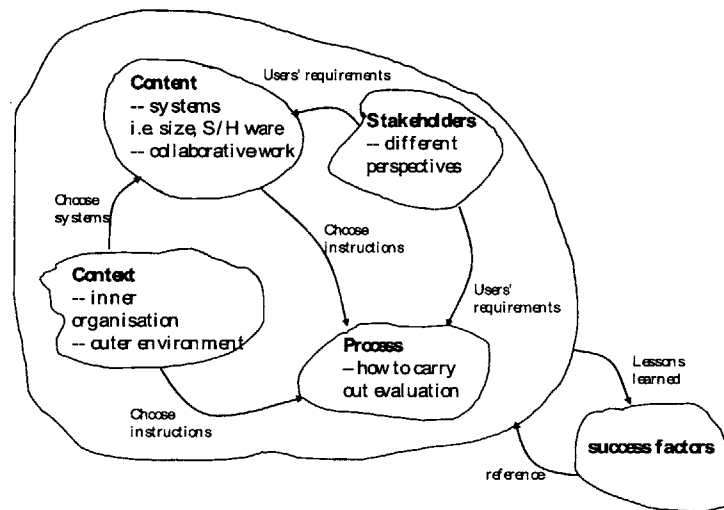 Users' requirements
Content
-- systems
i.e. size, S/H ware
-- collaborative work
Stakeholders
-- different
perspectives
Choose
systems
Choose
instructions
Context
-- inner
organisation
-- outer environment
Users'
requirements
Process
-- how to carry
out evaluation
Lessons
learned
Choose
instructions
success factors
reference